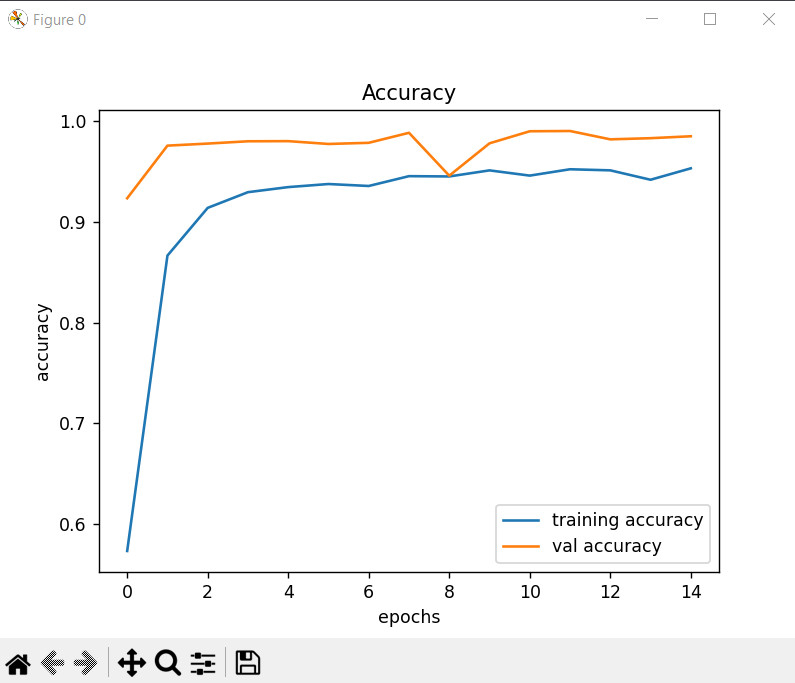 Figure 0
Accuracy
1.0
0.9
0.8
0.7
0.6
accuracy
training accuracy
val accuracy
0 2 4 6 8 10 12 14
epochs